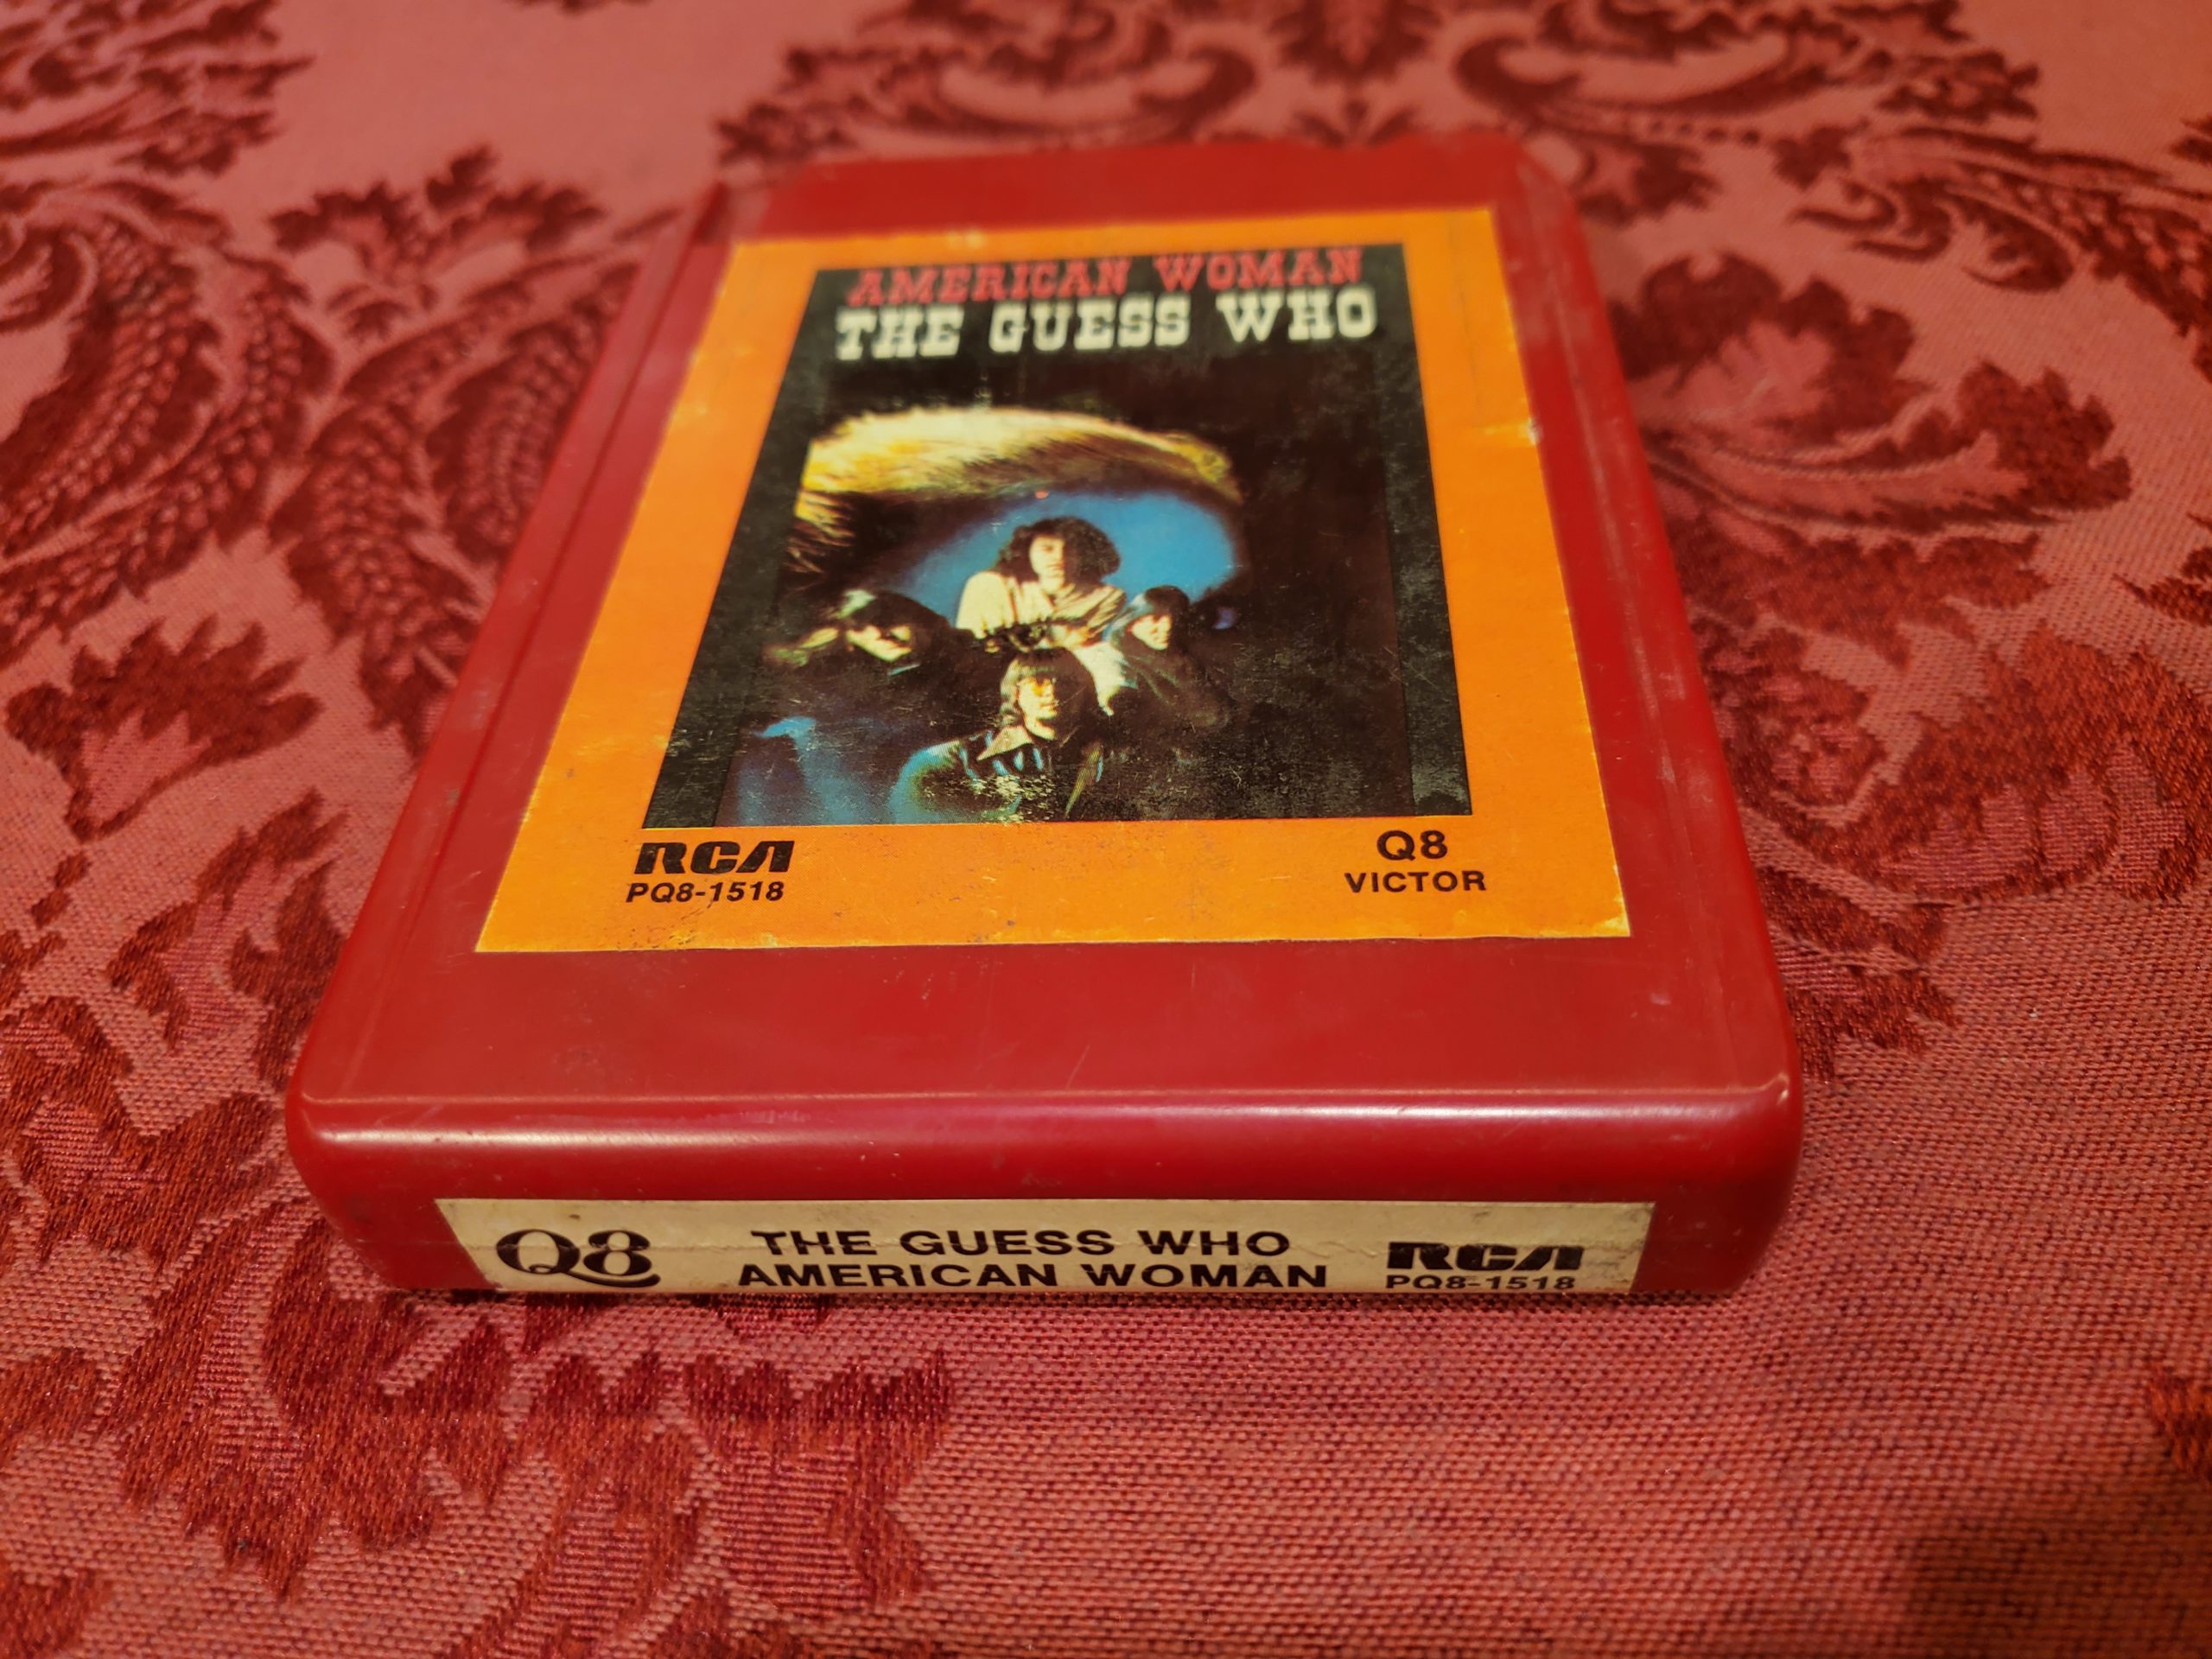 AMERICAN WOMAN
THE GUESS WHO
RCA
PQ8-1518
Q8
VICTOR
Q8
THE GUESS WHO
AMERICAN WOMAN
RCA
PQ8-1518